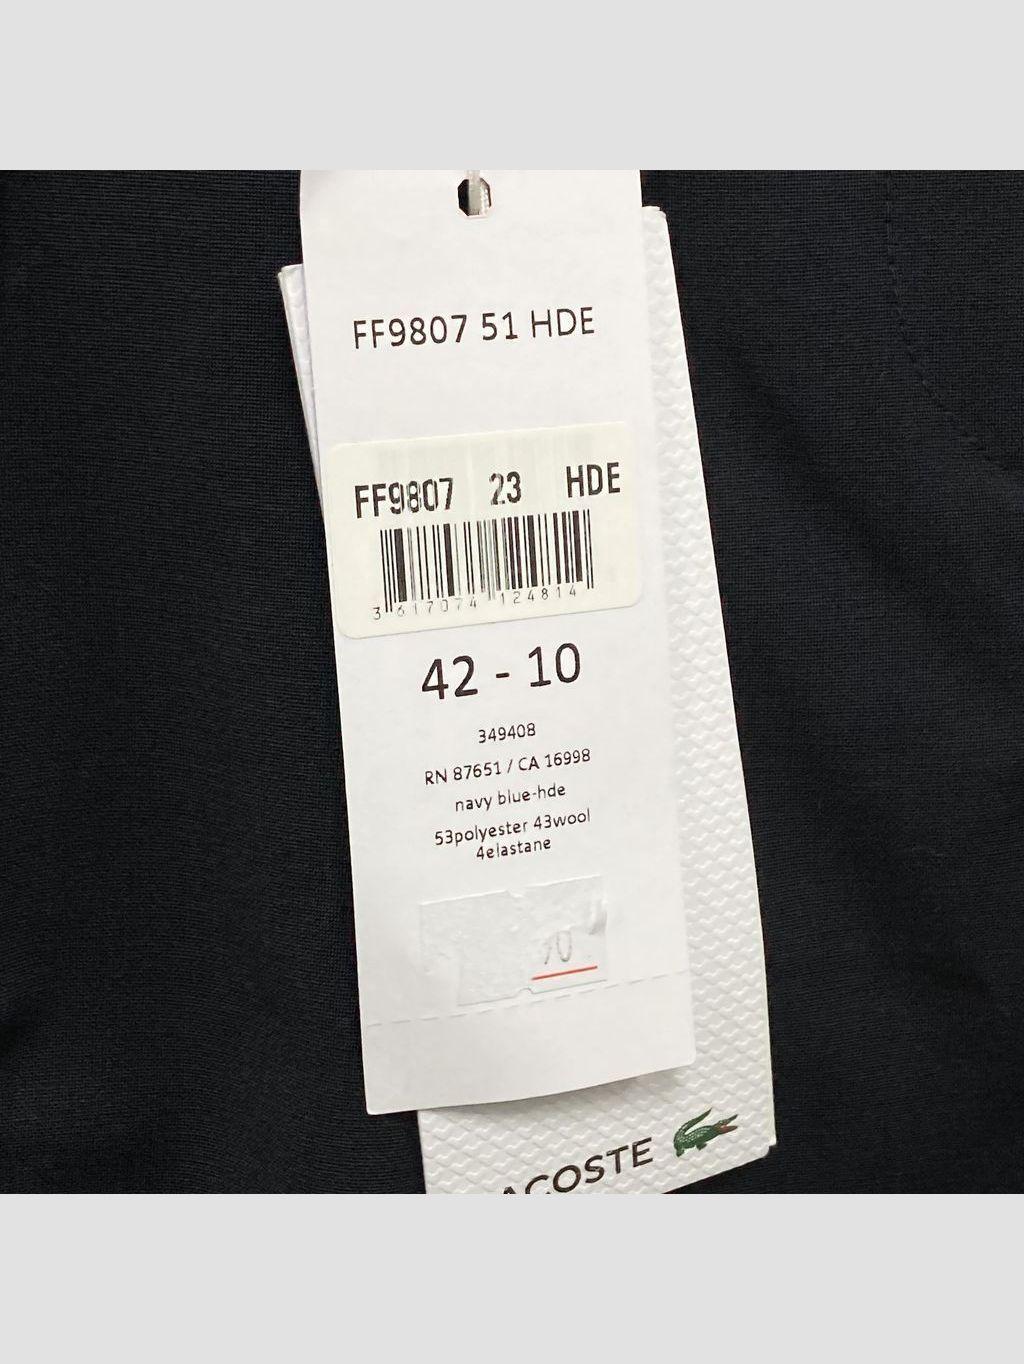 FF9807 51 HDE
FF9807 23 HDE
3 617074 124814
42 - 10
349408
RN 87651 / CA 16998
navy blue-hde
53polyester 43wool
4elastane
ACOSTE